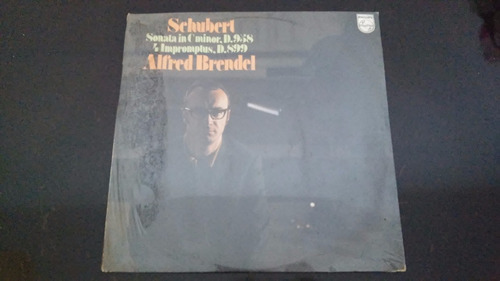 Schubert
Sonata in C minor, D.958
4 Impromptus, D.899
Alfred Brendel
PHILIPS